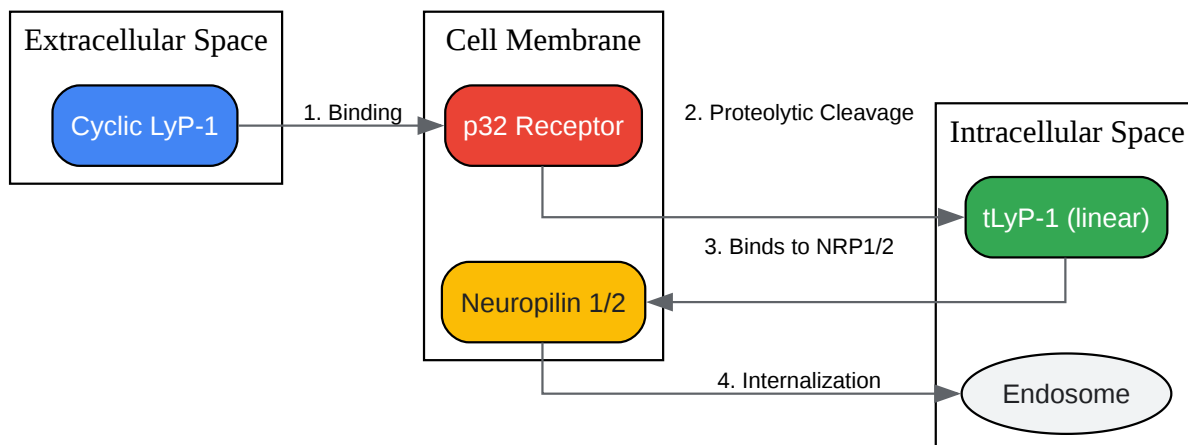 Extracellular Space
Cell Membrane
Cyclic LyP-1
1. Binding
p32 Receptor
2. Proteolytic Cleavage
Intracellular Space
tLyP-1 (linear)
3. Binds to NRP1/2
Neuropilin 1/2
4. Internalization
Endosome